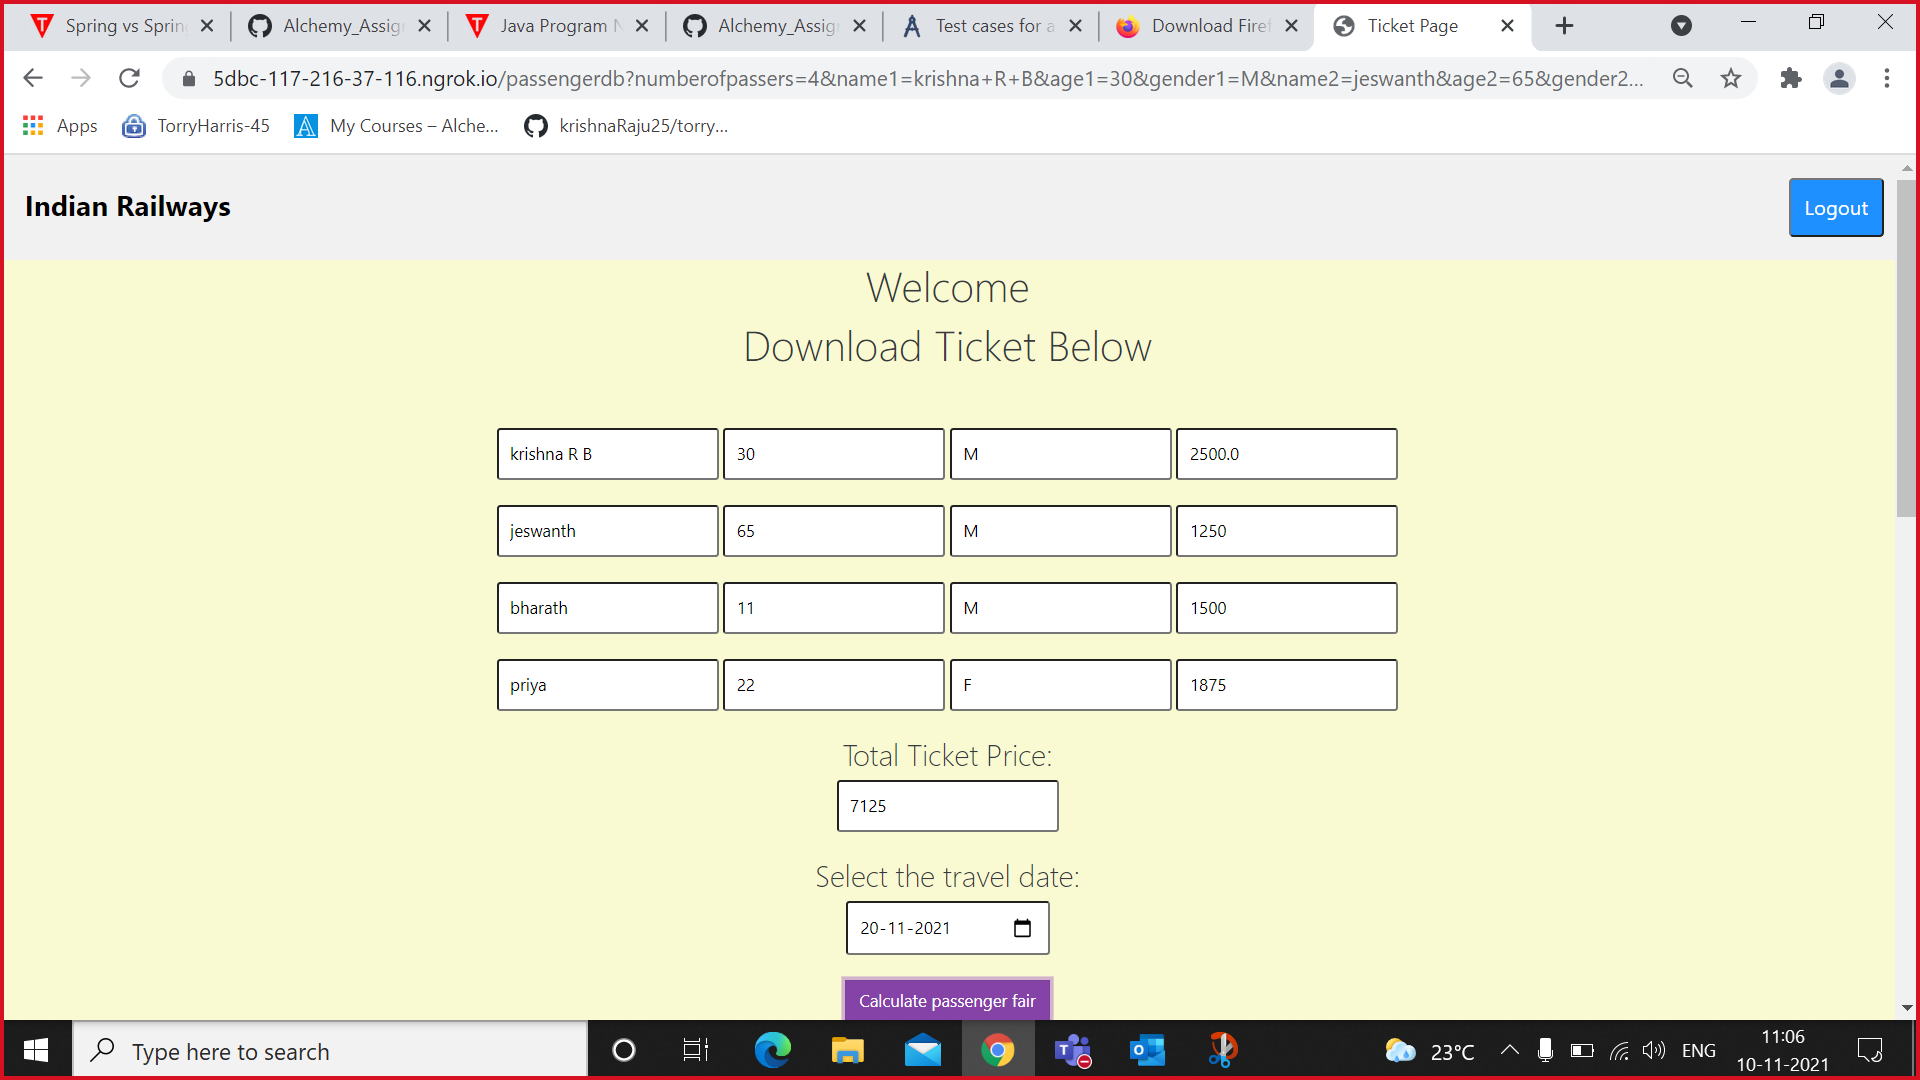 Spring vs Sprin
Alchemy_Assig
Java Program N
Alchemy_Assig
Test cases for a
Download Firef
Ticket Page
5dbc-117-216-37-116.ngrok.io/passengerdb?numberofpassers=4&name1=krishna+R+B&age1=30&gender1=M&name2=jeswanth&age2=65&gender2...
Apps
TorryHarris-45
My Courses – Alche...
krishnaRaju25/torry...
Indian Railways
Logout
Welcome
Download Ticket Below
krishna R B 30 M 2500.0
jeswanth 65 M 1250
bharath 11 M 1500
priya 22 F 1875
Total Ticket Price:
7125
Select the travel date:
20-11-2021
Calculate passenger fair
Type here to search
23°C
ENG
11:06
10-11-2021